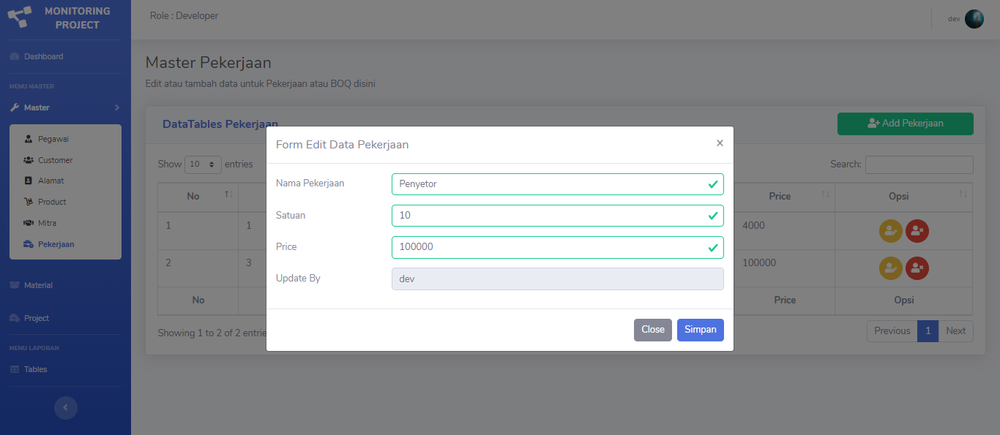 MONITORING
PROJECT
Role : Developer
dev
Dashboard
MENU MASTER
Master
Pegawai
Customer
Alamat
Product
Mitra
Pekerjaan
Material
Project
MENU LAPORAN
Tables
Master Pekerjaan
Edit atau tambah data untuk Pekerjaan atau BOQ disini
DataTables Pekerjaan
Add Pekerjaan
Show 10 entries
Search:
No
Price
Opsi
1
1
4000
2
3
100000
No
Price
Opsi
Showing 1 to 2 of 2 entrie
Previous
1
Next
Form Edit Data Pekerjaan
×
Nama Pekerjaan
Penyetor
Satuan
10
Price
100000
Update By
dev
Close
Simpan